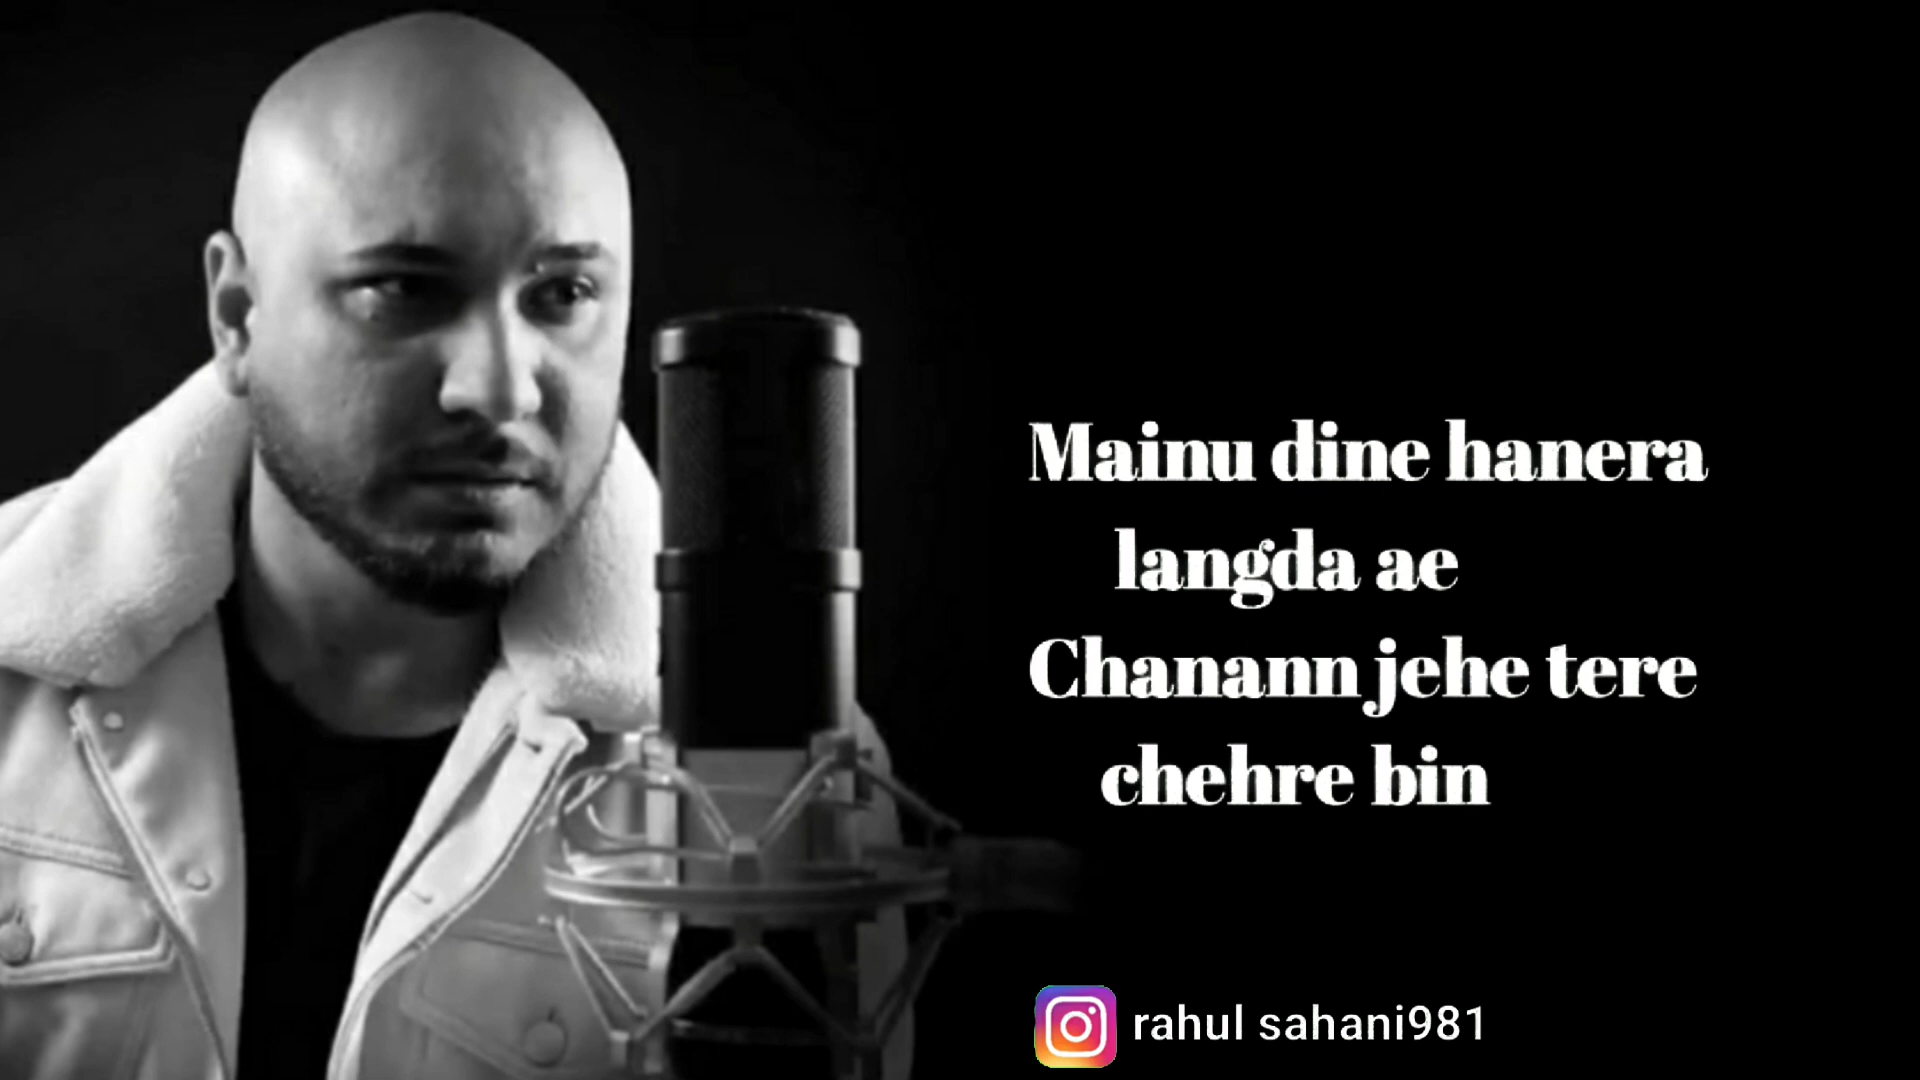 Mainu dine hanera
langda ae
Chanann jehe tere
chehre bin
rahul sahani981